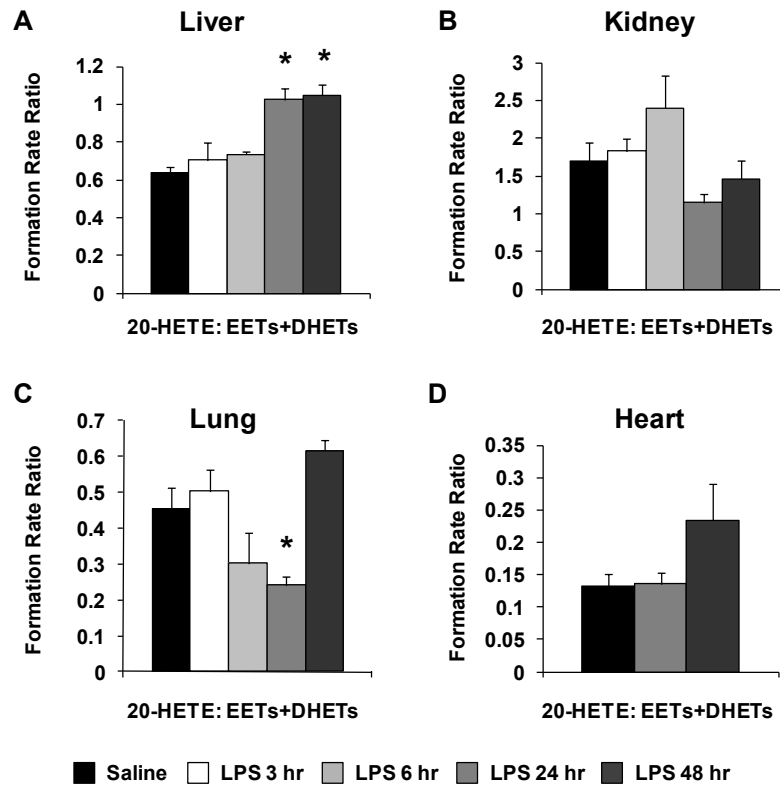 A Liver
* *
1.2
1
0.8
0.6
0.4
0.2
0
Formation Rate Ratio
20-HETE: EETs+DHETs
B Kidney
3
2.5
2
1.5
1
0.5
0
Formation Rate Ratio
20-HETE: EETs+DHETs
C Lung
0.7
0.6
0.5
0.4
0.3
0.2
0.1
0
*
Formation Rate Ratio
20-HETE: EETs+DHETs
D Heart
0.35
0.3
0.25
0.2
0.15
0.1
0.05
0
Formation Rate Ratio
20-HETE: EETs+DHETs
Saline LPS 3 hr LPS 6 hr LPS 24 hr LPS 48 hr